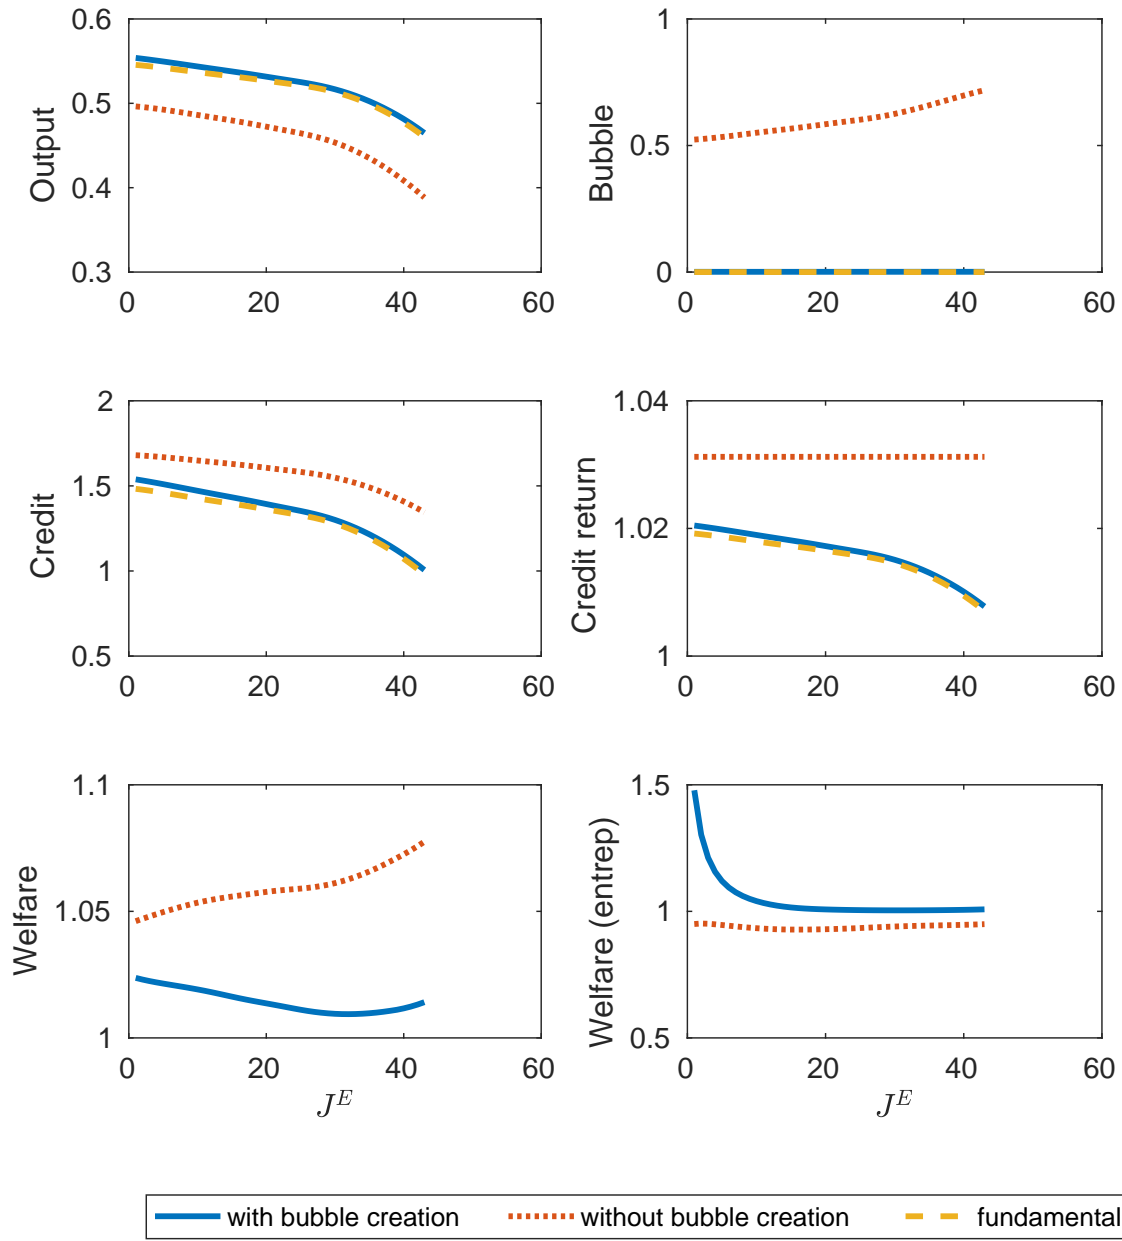 0.6
0.5
0.4
0.3
Output
0 20 40 60
1
0.5
0
Bubble
0 20 40 60
2
1.5
1
0.5
Credit
0 20 40 60
1.04
1.02
1
Credit return
0 20 40 60
1.1
1.05
1
Welfare
0 20 40 60
J^E
1.5
1
0.5
Welfare (entrep)
0 20 40 60
J^E
with bubble creation without bubble creation fundamental